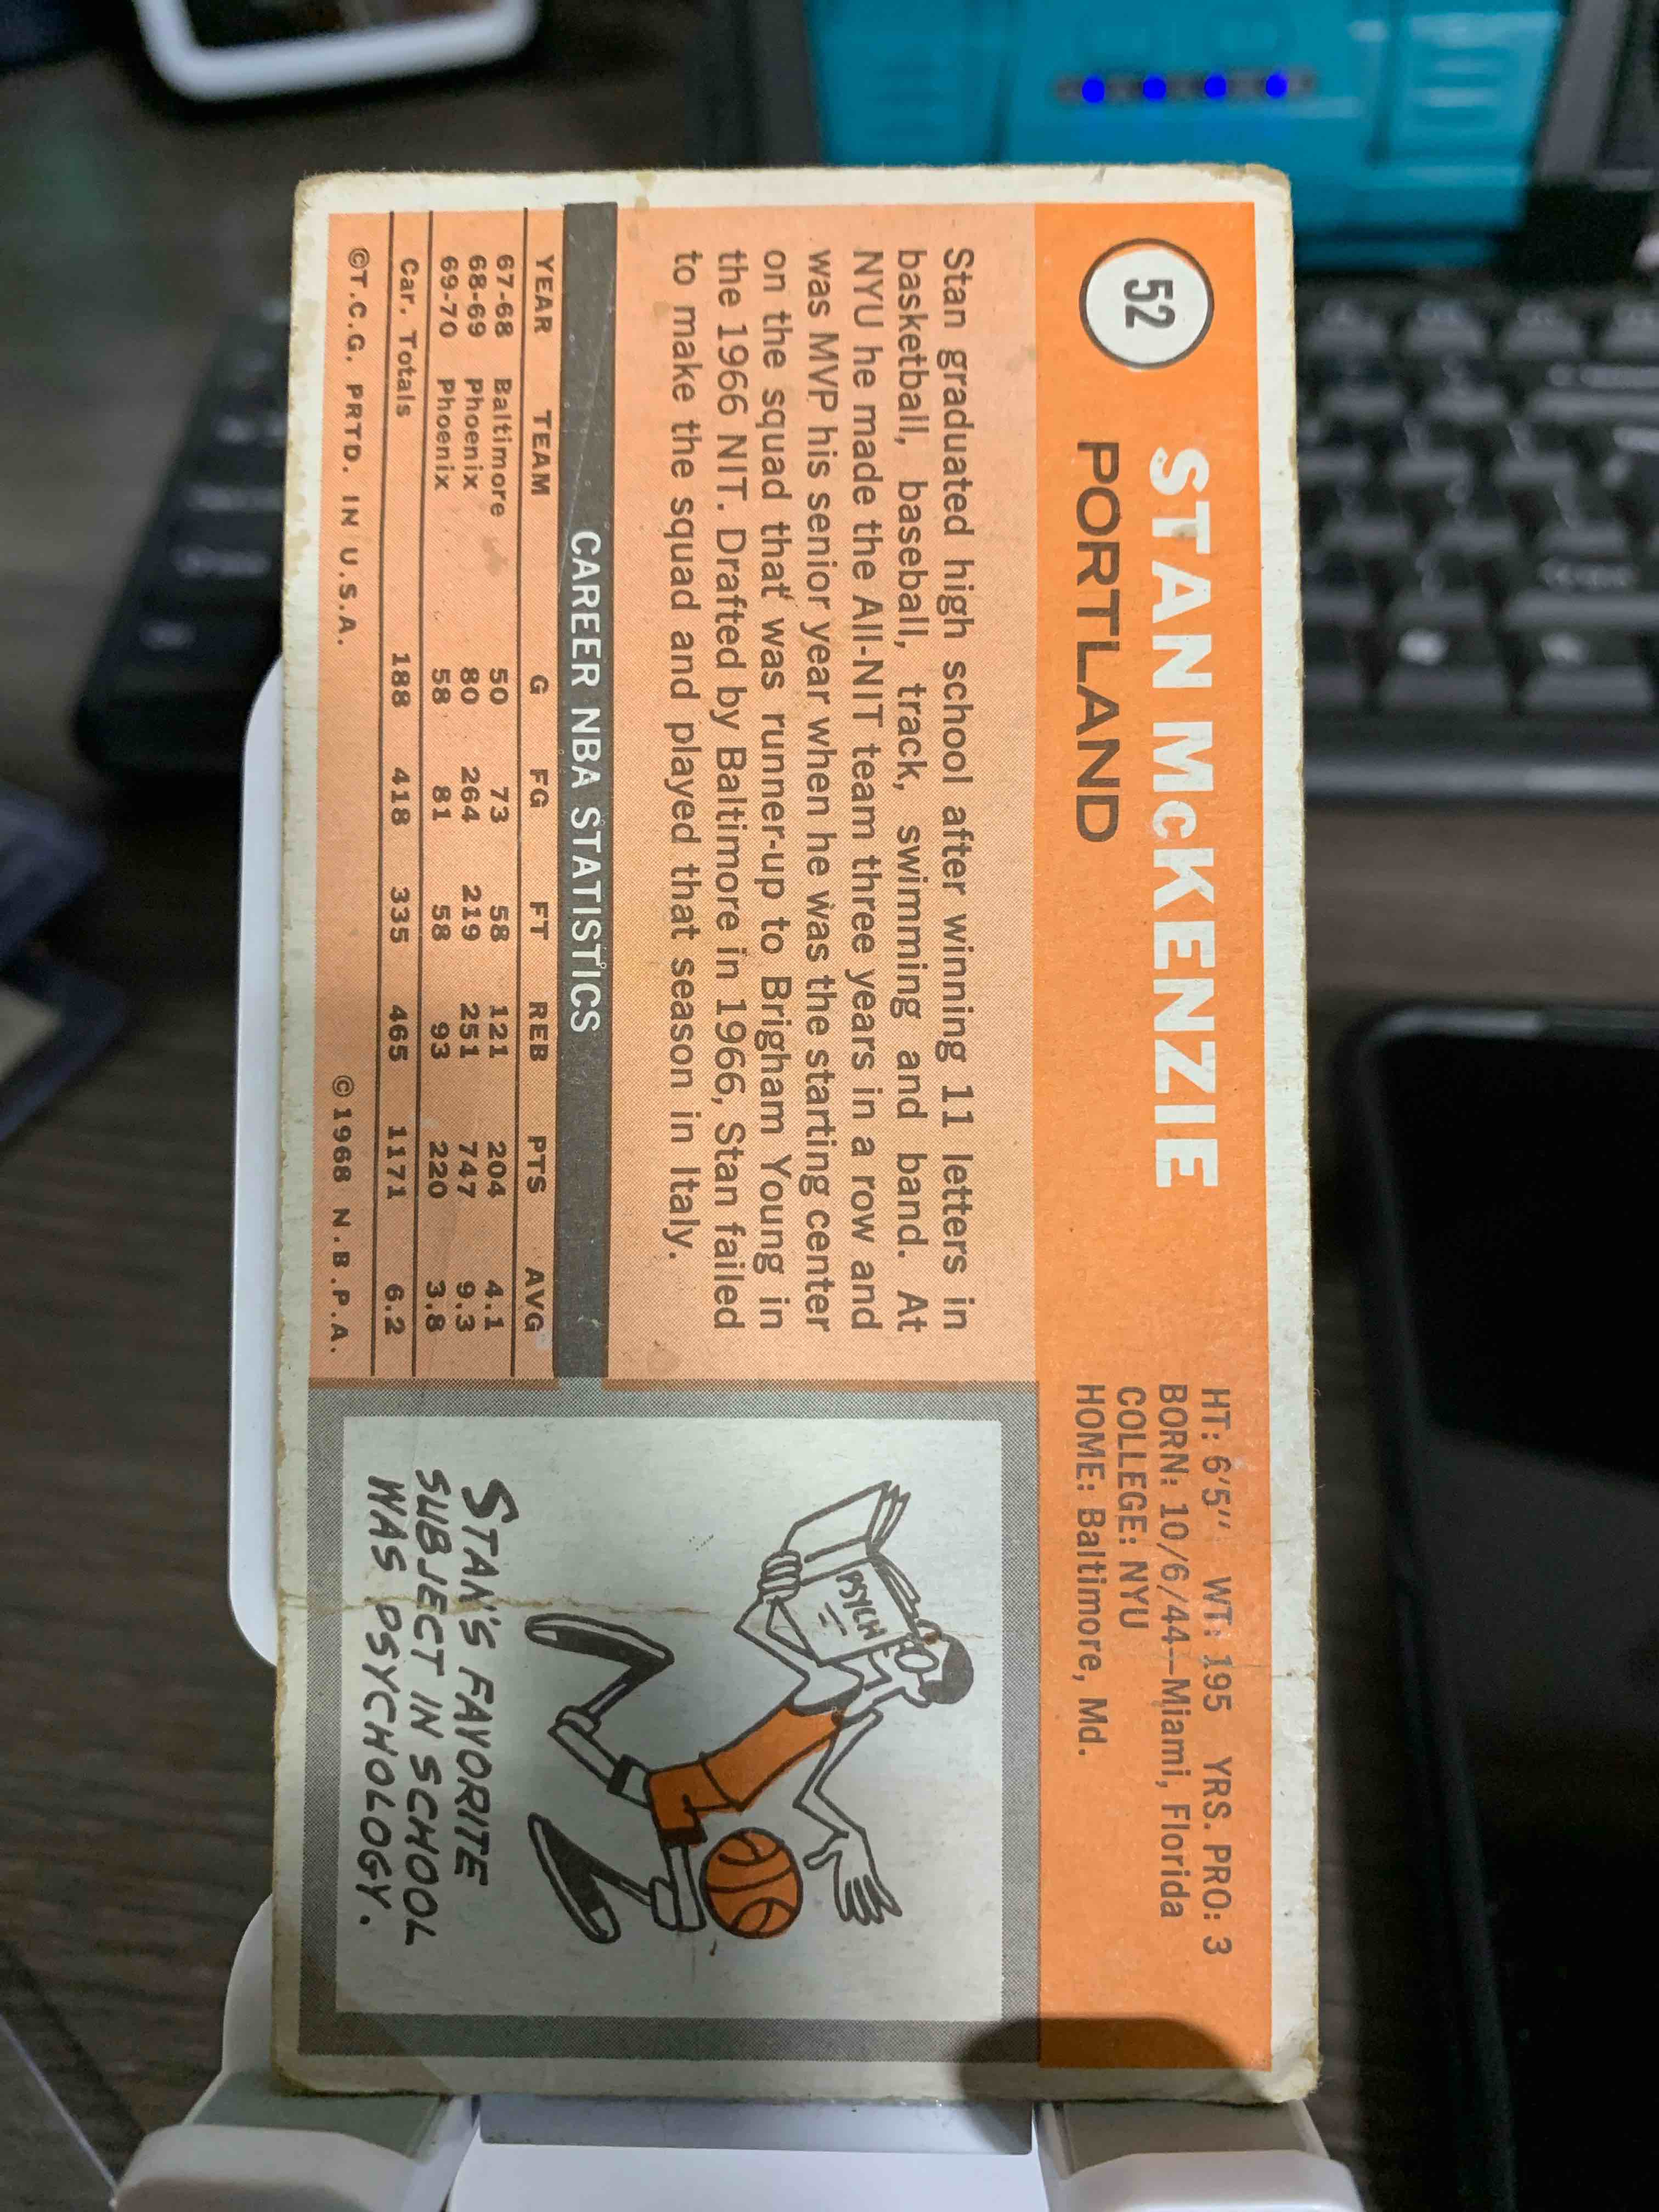 52
STAN McKENZIE
PORTLAND
HT: 6'5'' WT: 195 YRS. PRO: 3
BORN: 10/6/44—Miami, Florida
COLLEGE: NYU
HOME: Baltimore, Md.
Stan graduated high school after winning 11 letters in
basketball, baseball, track, swimming and band. At
NYU he made the All-NIT team three years in a row and
was MVP his senior year when he was the starting center
on the squad that was runner-up to Brigham Young in
the 1966 NIT. Drafted by Baltimore in 1966, Stan failed
to make the squad and played that season in Italy.
CAREER NBA STATISTICS
YEAR TEAM G FG FT REB PTS AVG
67-68 Baltimore 50 73 58 121 204 4.1
68-69 Phoenix 80 264 219 251 747 9.3
69-70 Phoenix 58 81 58 93 220 3.8
Car. Totals 188 418 335 465 1171 6.2
©T.C.G. PRTD. IN U.S.A. ©1968 N.B.P.A.
PSYCH
STAN'S FAVORITE
SUBJECT IN SCHOOL
WAS PSYCHOLOGY.